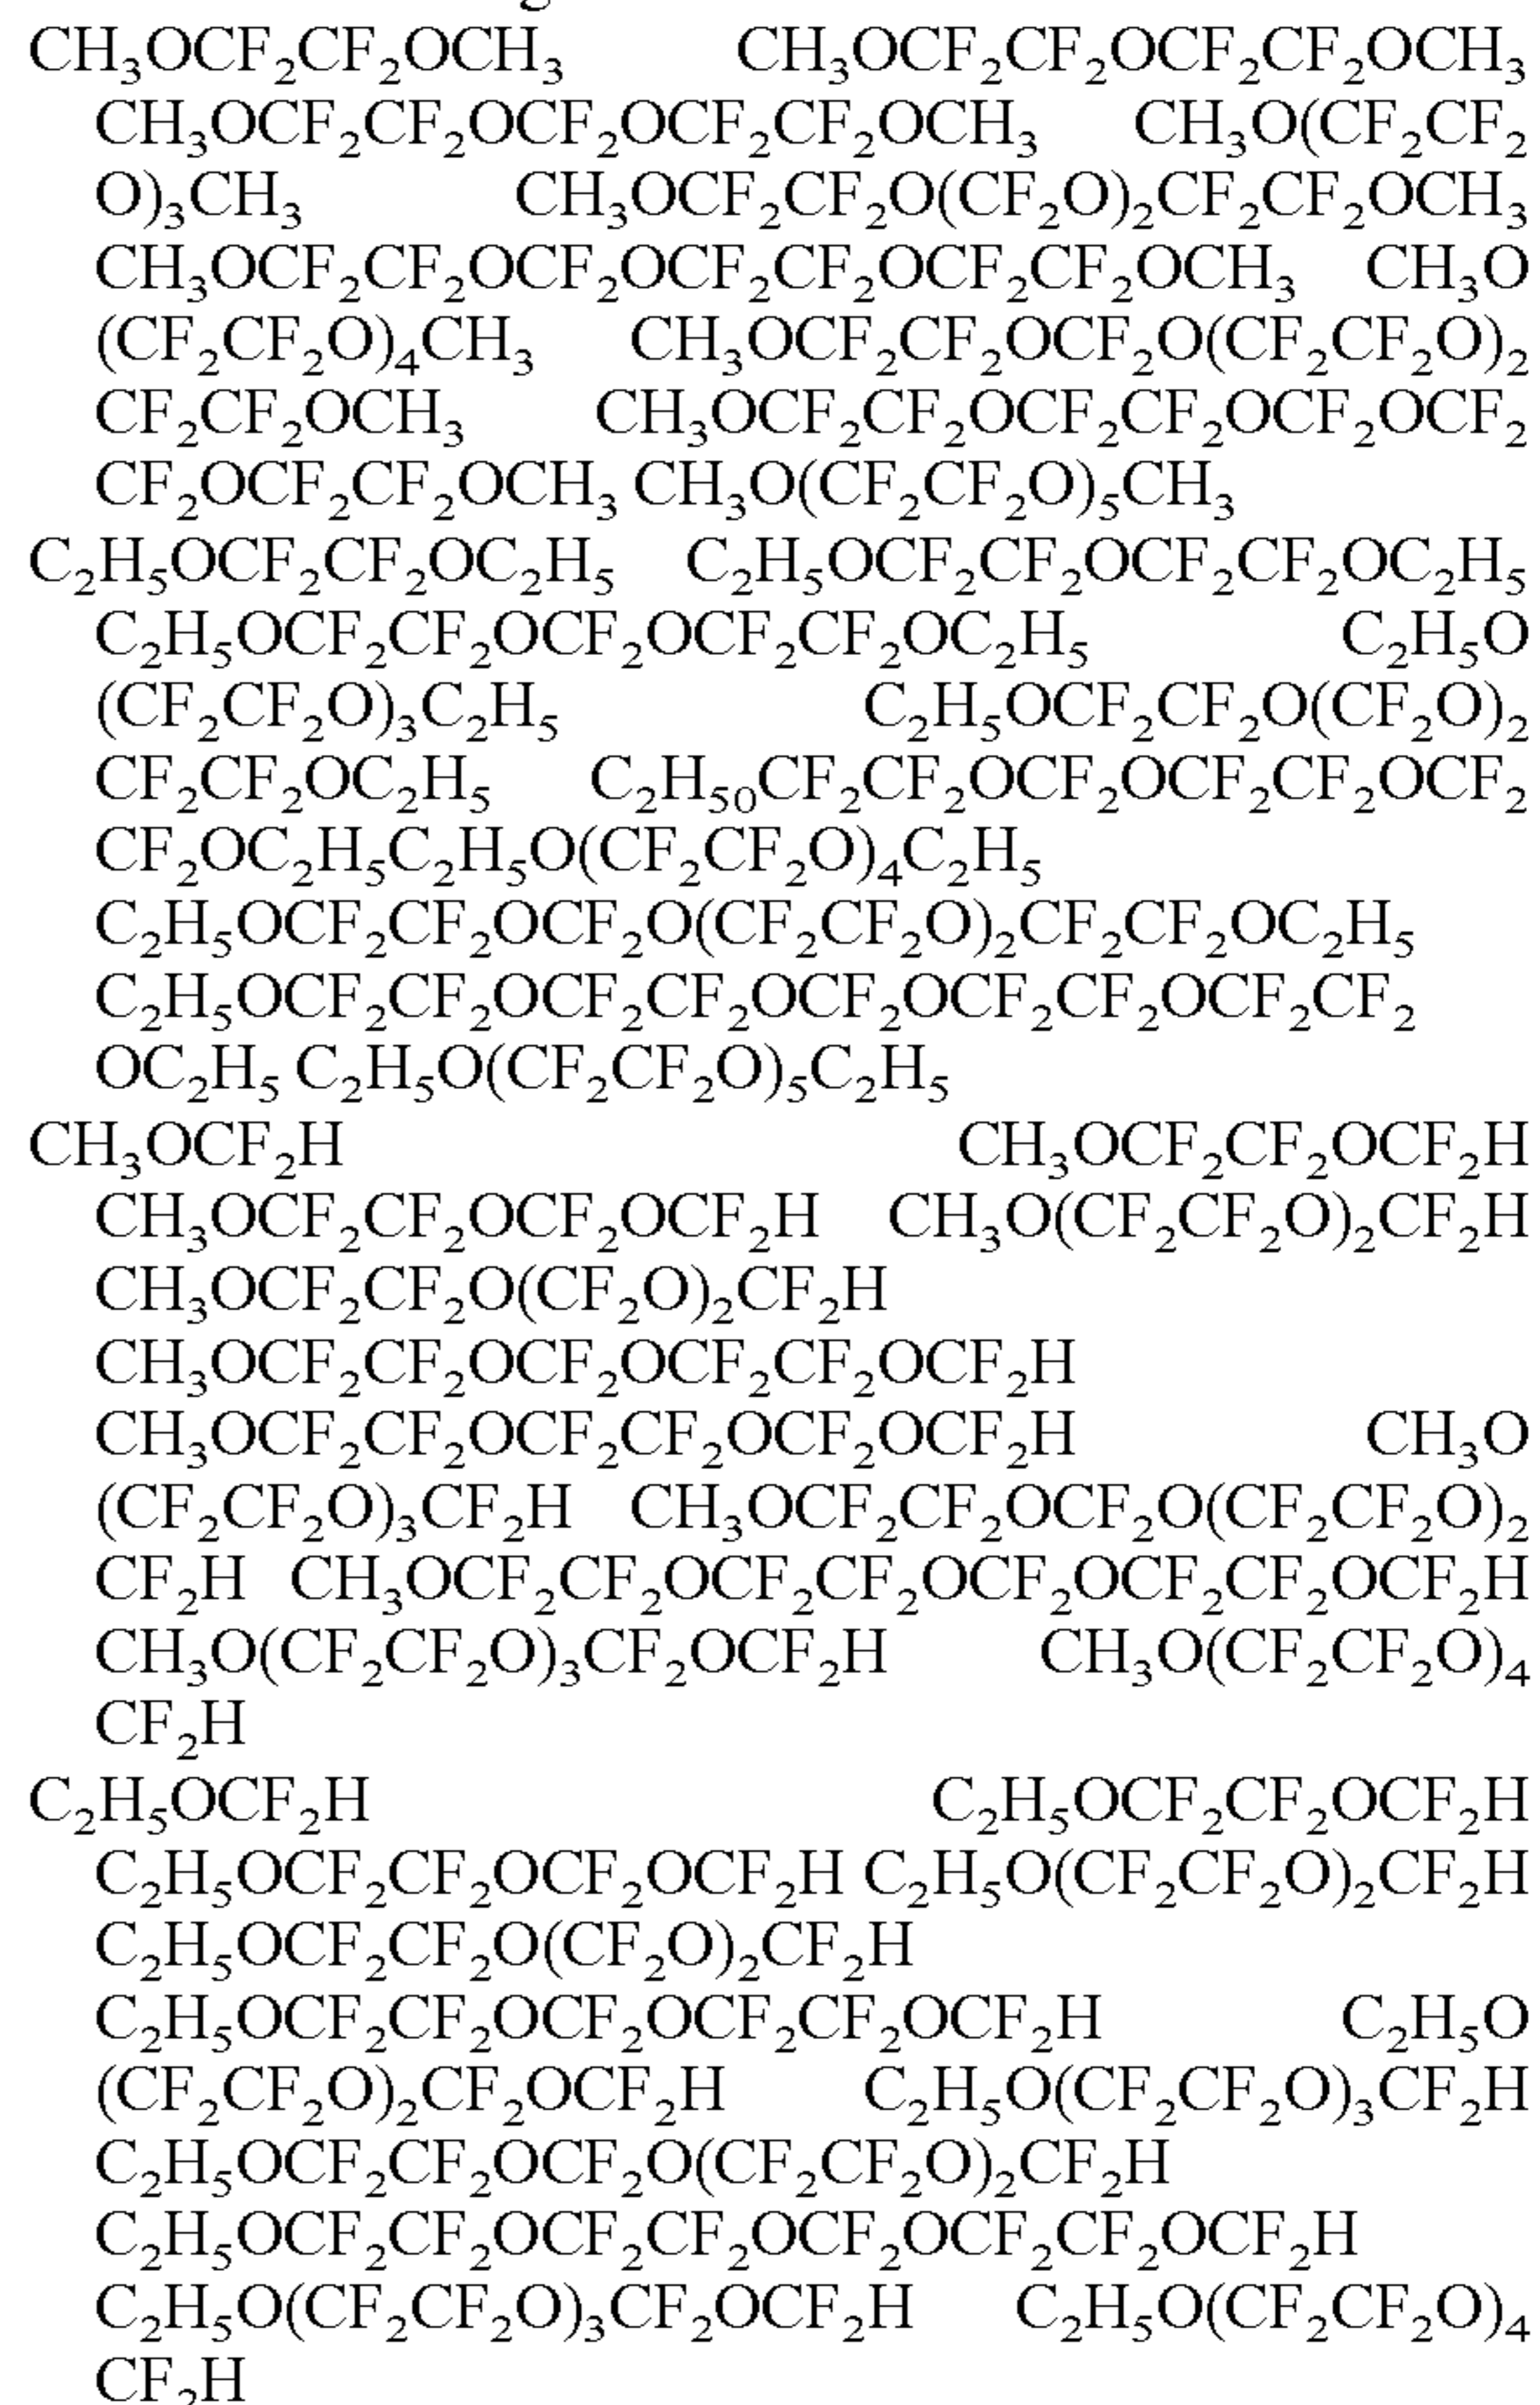 CH₃OCF₂CF₂OCH₃ CH₃OCF₂CF₂OCF₂CF₂OCH₃
CH₃OCF₂CF₂OCF₂OCF₂CF₂OCH₃ CH₃O(CF₂CF₂
O)₃CH₃ CH₃OCF₂CF₂O(CF₂O)₂CF₂CF₂OCH₃
CH₃OCF₂CF₂OCF₂OCF₂CF₂OCF₂CF₂OCH₃ CH₃O
(CF₂CF₂O)₄CH₃ CH₃OCF₂CF₂OCF₂O(CF₂CF₂O)₂
CF₂CF₂OCH₃ CH₃OCF₂CF₂OCF₂CF₂OCF₂OCF₂
CF₂OCF₂CF₂OCH₃ CH₃O(CF₂CF₂O)₅CH₃
C₂H₅OCF₂CF₂OC₂H₅ C₂H₅OCF₂CF₂OCF₂CF₂OC₂H₅
C₂H₅OCF₂CF₂OCF₂OCF₂CF₂OC₂H₅ C₂H₅O
(CF₂CF₂O)₃C₂H₅ C₂H₅OCF₂CF₂O(CF₂O)₂
CF₂CF₂OC₂H₅ C₂H₅₀CF₂CF₂OCF₂OCF₂CF₂OCF₂
CF₂OC₂H₅C₂H₅O(CF₂CF₂O)₄C₂H₅
C₂H₅OCF₂CF₂OCF₂O(CF₂CF₂O)₂CF₂CF₂OC₂H₅
C₂H₅OCF₂CF₂OCF₂CF₂OCF₂OCF₂CF₂OCF₂CF₂
OC₂H₅ C₂H₅O(CF₂CF₂O)₅C₂H₅
CH₃OCF₂H CH₃OCF₂CF₂OCF₂H
CH₃OCF₂CF₂OCF₂OCF₂H CH₃O(CF₂CF₂O)₂CF₂H
CH₃OCF₂CF₂O(CF₂O)₂CF₂H
CH₃OCF₂CF₂OCF₂OCF₂CF₂OCF₂H
CH₃OCF₂CF₂OCF₂CF₂OCF₂OCF₂H CH₃O
(CF₂CF₂O)₃CF₂H CH₃OCF₂CF₂OCF₂O(CF₂CF₂O)₂
CF₂H CH₃OCF₂CF₂OCF₂CF₂OCF₂OCF₂CF₂OCF₂H
CH₃O(CF₂CF₂O)₃CF₂OCF₂H CH₃O(CF₂CF₂O)₄
CF₂H
C₂H₅OCF₂H C₂H₅OCF₂CF₂OCF₂H
C₂H₅OCF₂CF₂OCF₂OCF₂H C₂H₅O(CF₂CF₂O)₂CF₂H
C₂H₅OCF₂CF₂O(CF₂O)₂CF₂H
C₂H₅OCF₂CF₂OCF₂OCF₂CF₂OCF₂H C₂H₅O
(CF₂CF₂O)₂CF₂OCF₂H C₂H₅O(CF₂CF₂O)₃CF₂H
C₂H₅OCF₂CF₂OCF₂O(CF₂CF₂O)₂CF₂H
C₂H₅OCF₂CF₂OCF₂CF₂OCF₂OCF₂CF₂OCF₂H
C₂H₅O(CF₂CF₂O)₃CF₂OCF₂H C₂H₅O(CF₂CF₂O)₄
CF₂H